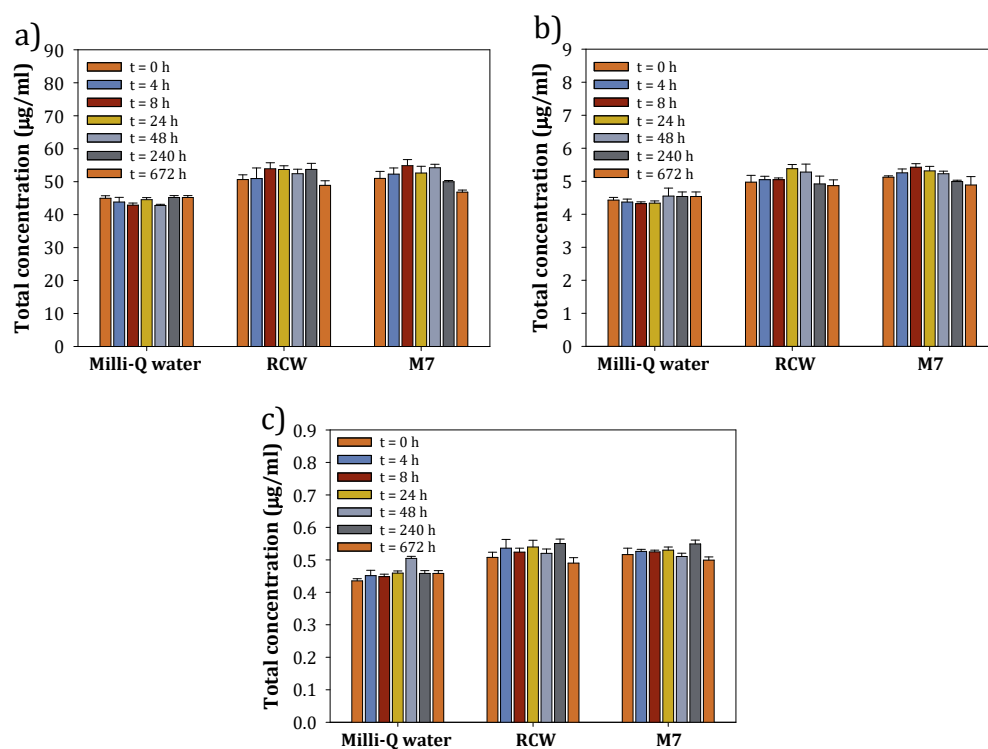 a)
Total concentration (µg/ml)
90
80
70
60
50
40
30
20
10
0
t = 0 h
t = 4 h
t = 8 h
t = 24 h
t = 48 h
t = 240 h
t = 672 h
Milli-Q water RCW M7
b)
Total concentration (µg/ml)
9
8
7
6
5
4
3
2
1
0
t = 0 h
t = 4 h
t = 8 h
t = 24 h
t = 48 h
t = 240 h
t = 672 h
Milli-Q water RCW M7
c)
Total concentration (µg/ml)
0.9
0.8
0.7
0.6
0.5
0.4
0.3
0.2
0.1
0.0
t = 0 h
t = 4 h
t = 8 h
t = 24 h
t = 48 h
t = 240 h
t = 672 h
Milli-Q water RCW M7